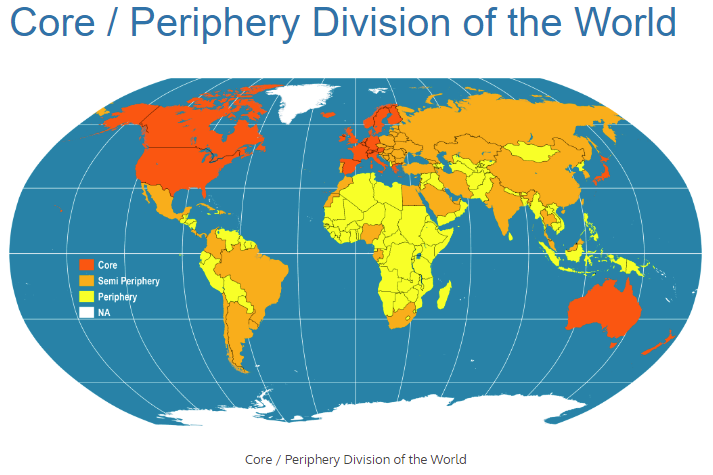 Core / Periphery Division of the World
Core
Semi Periphery
Periphery
NA
Core / Periphery Division of the World